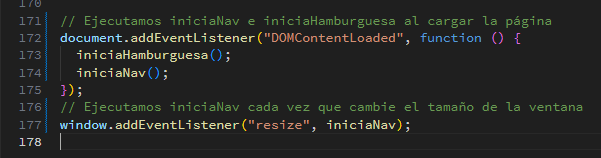 170
171 // Ejecutamos iniciaNav e iniciaHamburguesa al cargar la página
172 document.addEventListener("DOMContentLoaded", function () {
173   iniciaHamburguesa();
174   iniciaNav();
175 });
176 // Ejecutamos iniciaNav cada vez que cambie el tamaño de la ventana
177 window.addEventListener("resize", iniciaNav);
178